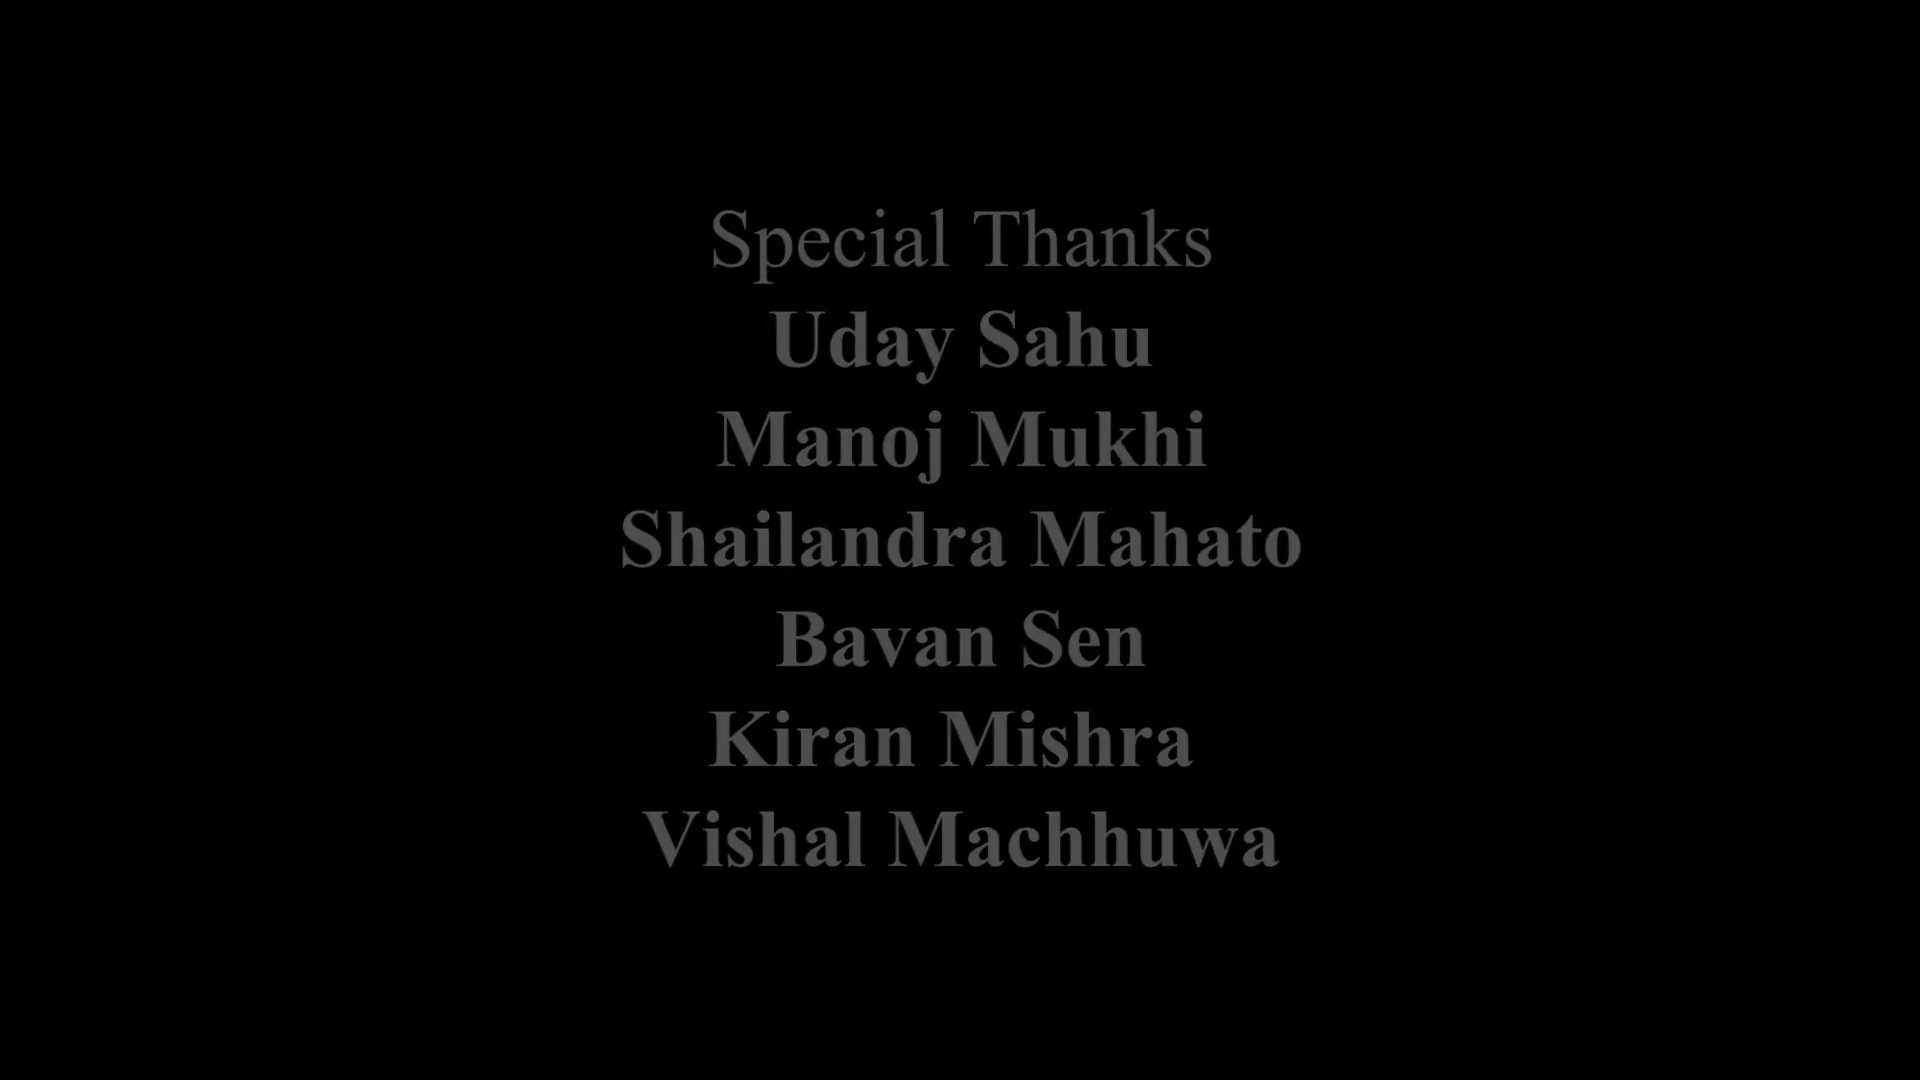 Special Thanks
Uday Sahu
Manoj Mukhi
Shailandra Mahato
Bavan Sen
Kiran Mishra
Vishal Machhuwa